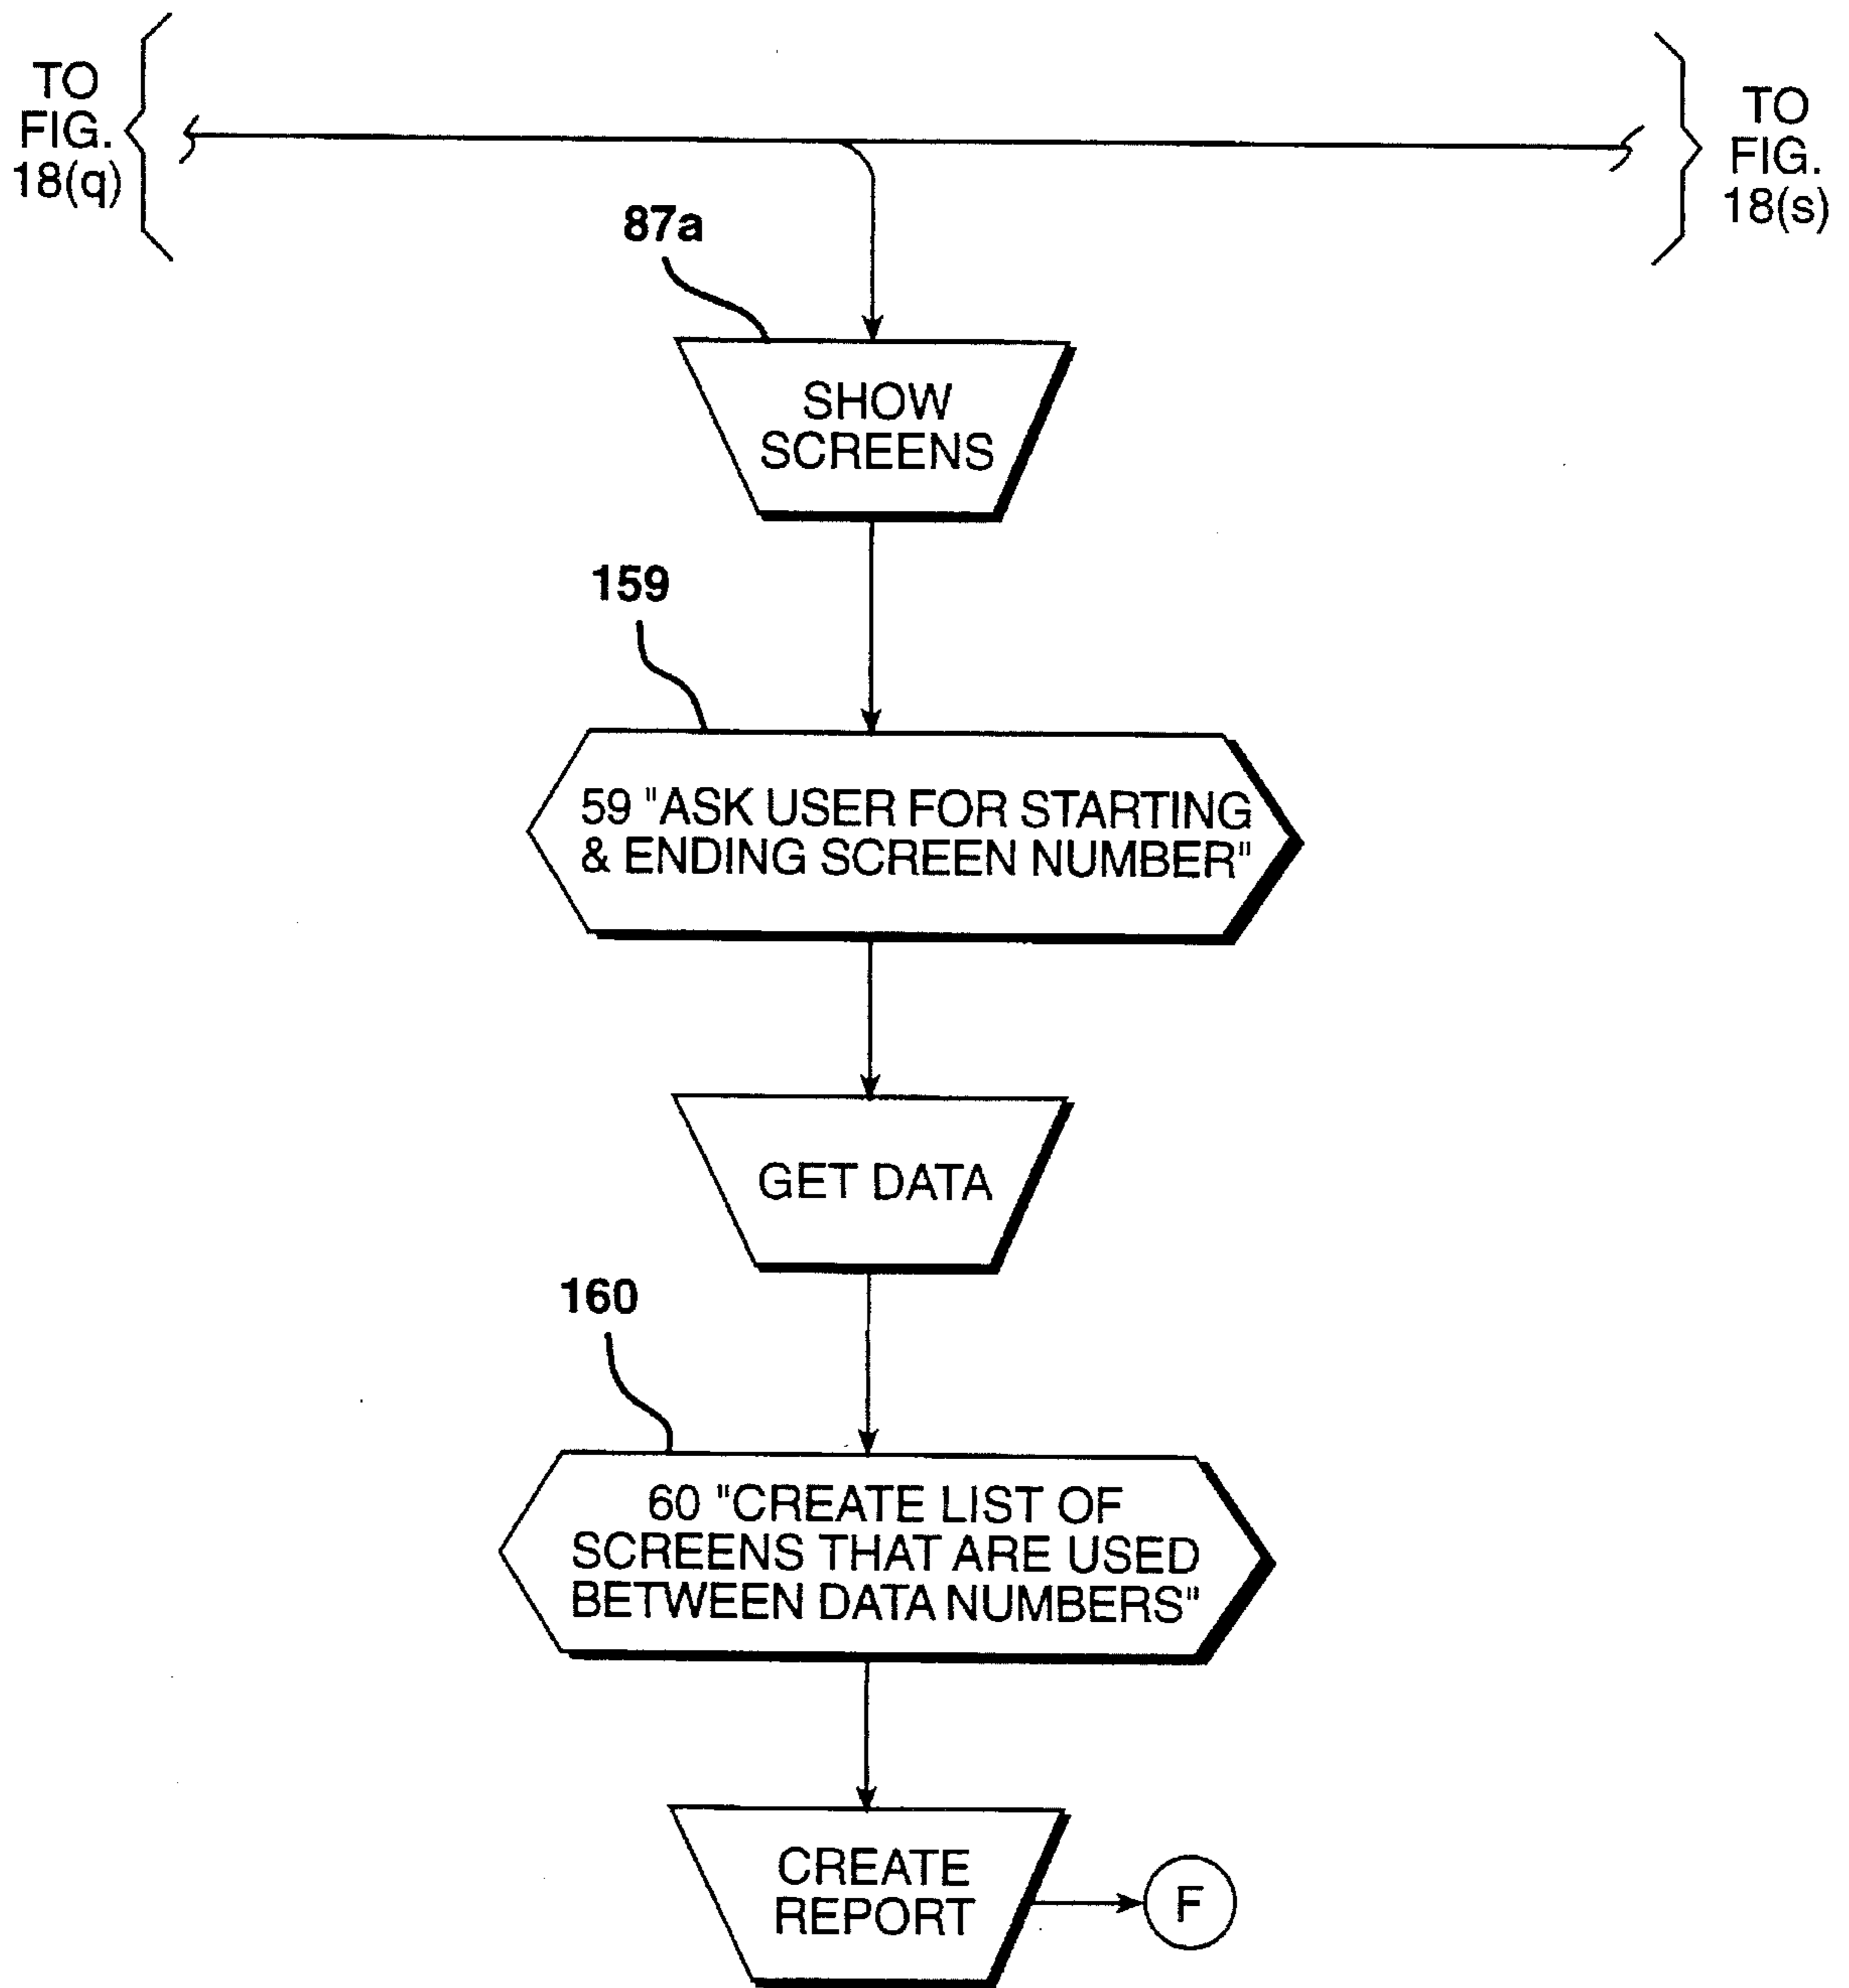 TO
FIG.
18(q)
TO
FIG.
18(s)
87a
SHOW
SCREENS
159
59 "ASK USER FOR STARTING
& ENDING SCREEN NUMBER"
GET DATA
160
60 "CREATE LIST OF
SCREENS THAT ARE USED
BETWEEN DATA NUMBERS"
CREATE
REPORT
F